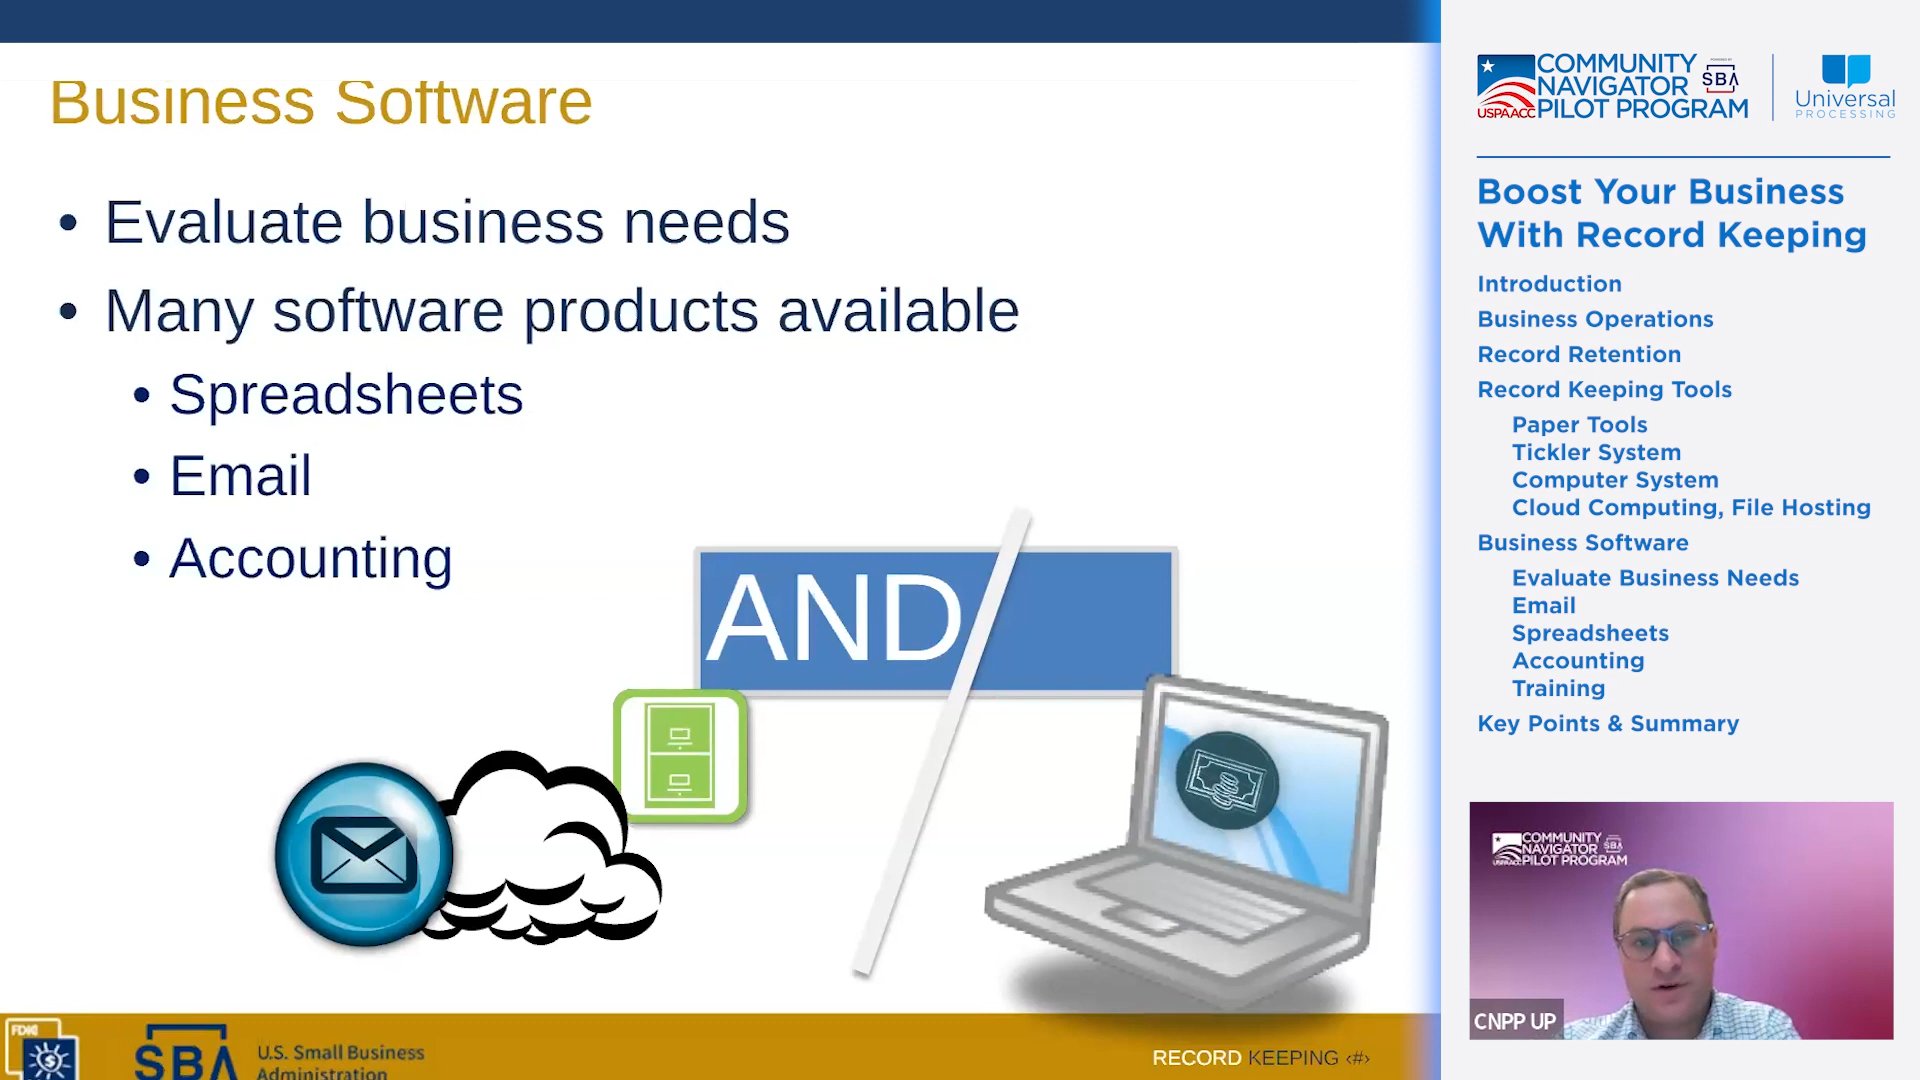 Business Software
• Evaluate business needs
• Many software products available
• Spreadsheets
• Email
• Accounting
AND
FDIC
SBA
U.S. Small Business
Administration
RECORD KEEPING ‹#›
COMMUNITY
NAVIGATOR
PILOT PROGRAM
USPAACC
SBA
Universal
PROCESSING
Boost Your Business
With Record Keeping
Introduction
Business Operations
Record Retention
Record Keeping Tools
Paper Tools
Tickler System
Computer System
Cloud Computing, File Hosting
Business Software
Evaluate Business Needs
Email
Spreadsheets
Accounting
Training
Key Points & Summary
COMMUNITY
NAVIGATOR
PILOT PROGRAM
USPAACC
SBA
CNPP UP